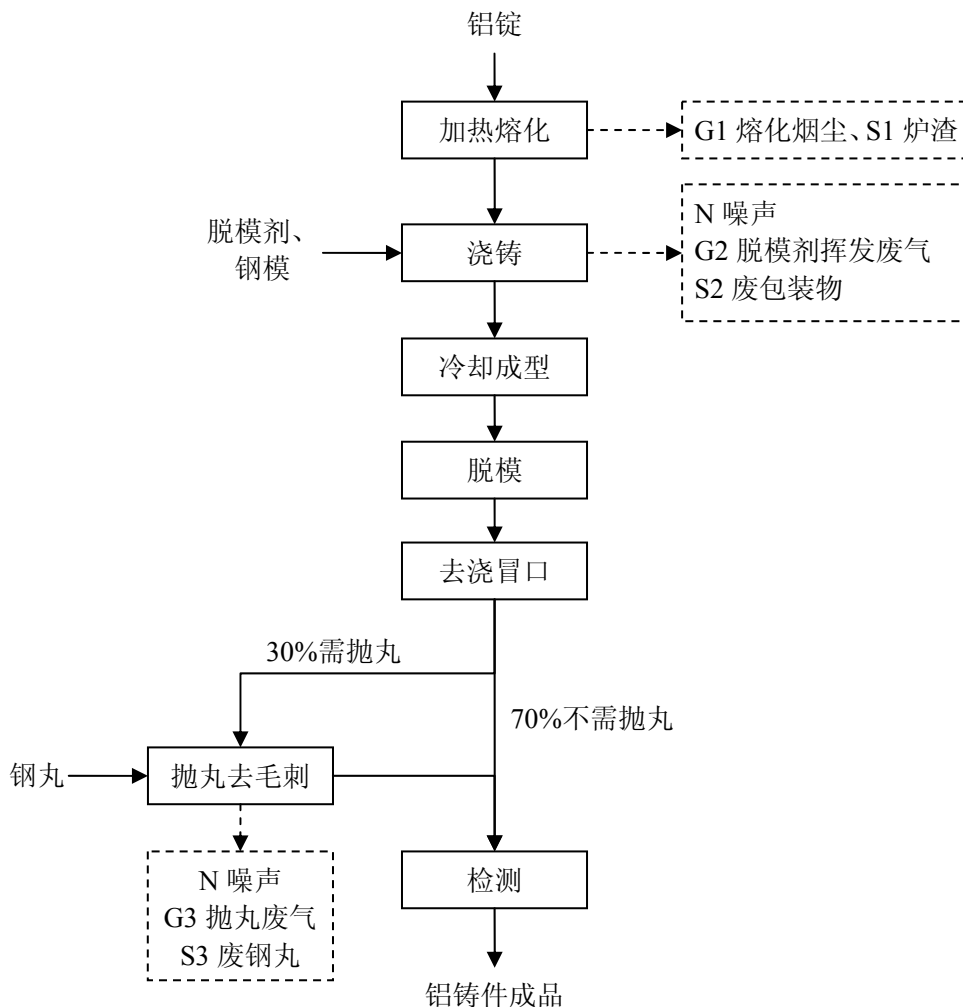 铝锭
加热熔化
G1 熔化烟尘、S1 炉渣
脱模剂、
钢模
浇铸
N 噪声
G2 脱模剂挥发废气
S2 废包装物
冷却成型
脱模
去浇冒口
30%需抛丸
70%不需抛丸
钢丸
抛丸去毛刺
N 噪声
G3 抛丸废气
S3 废钢丸
检测
铝铸件成品